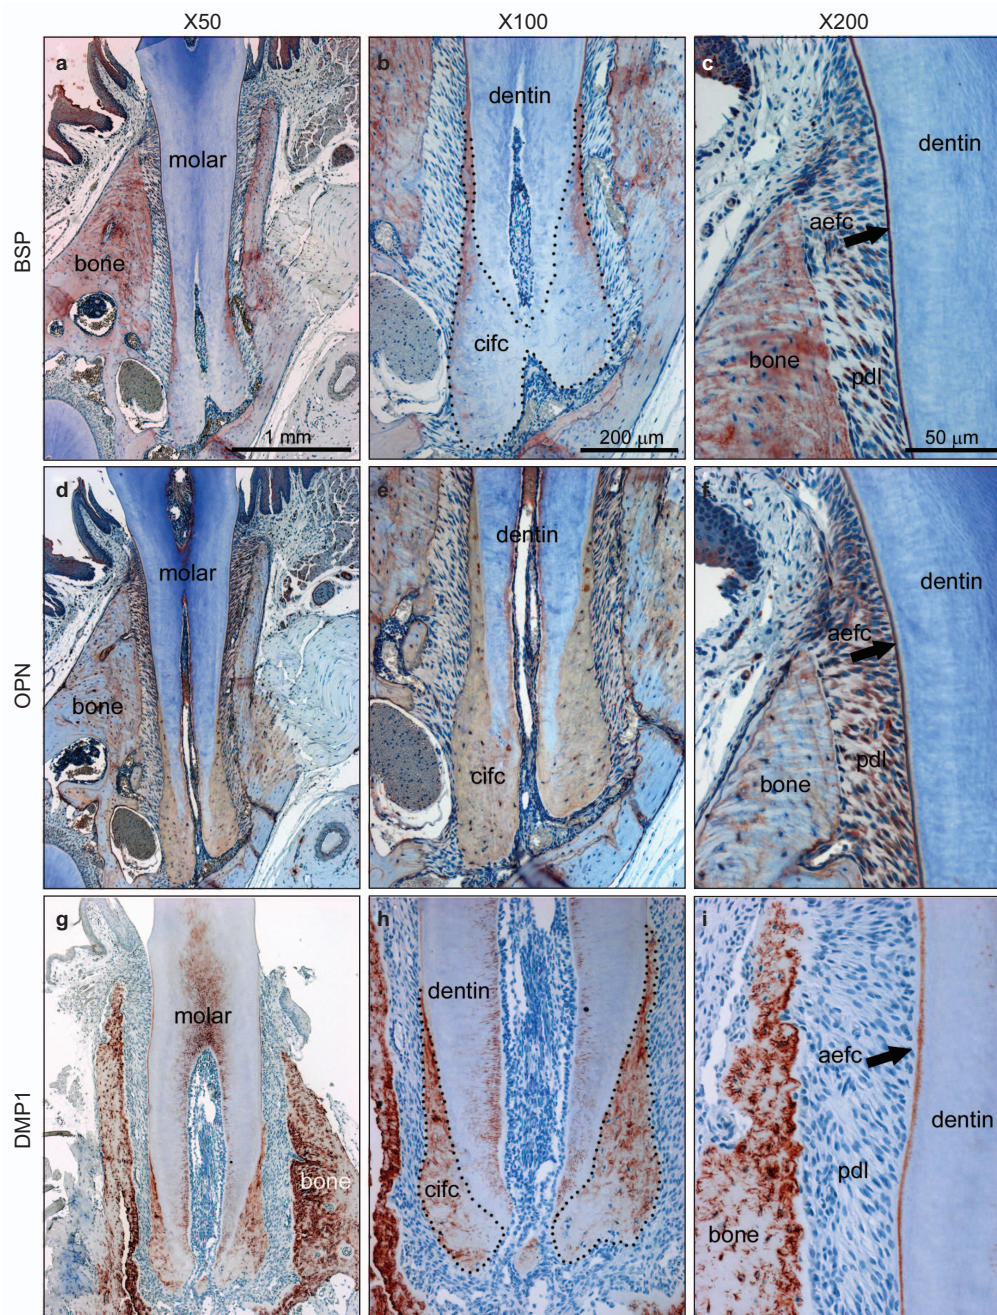 X50 X100 X200
BSP
a
molar
bone
1 mm
b
dentin
cifc
200 μm
c
dentin
aefc
bone
pdl
50 μm
OPN
d
molar
bone
e
dentin
cifc
f
dentin
aefc
pdl
bone
DMP1
g
molar
bone
h
dentin
cifc
i
aefc
dentin
pdl
bone